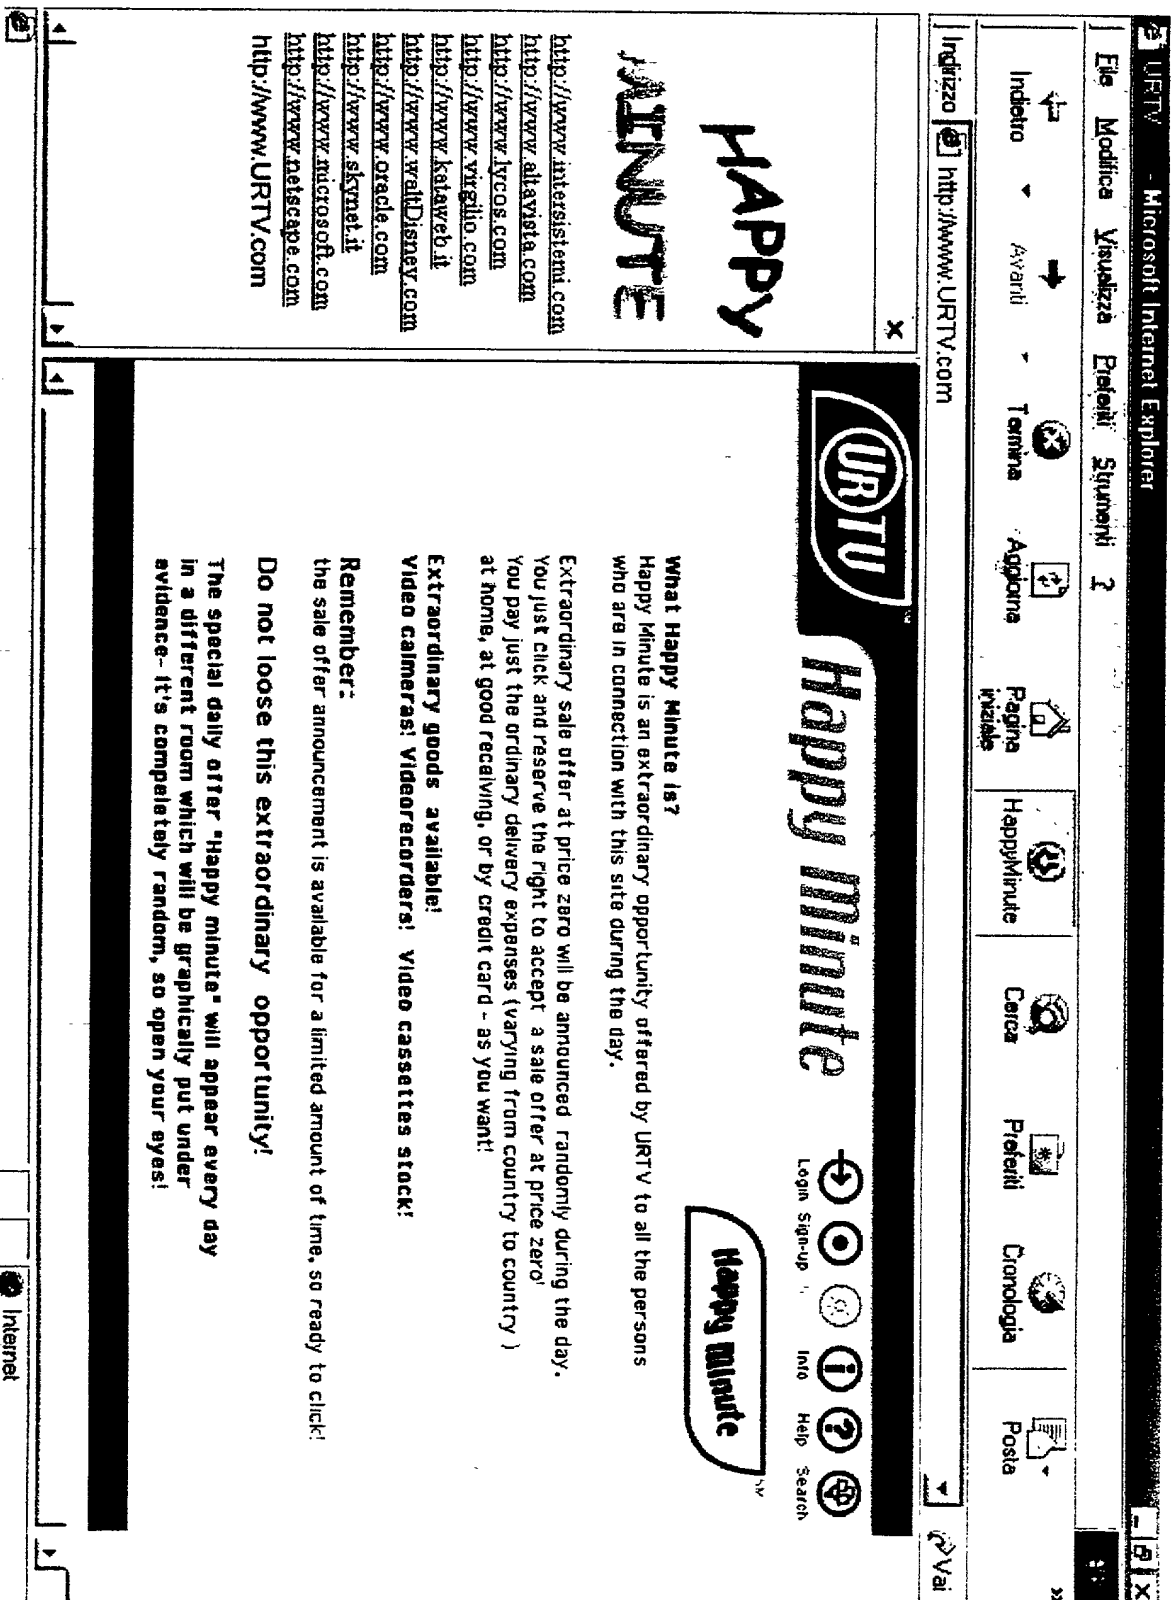 URTV - Microsoft Internet Explorer
File Modifica Visualizza Preferiti Strumenti ?
Indietro Avanti Termina Aggiorna Pagina iniziale HappyMinute Cerca Preferiti Cronologia Posta »
Indirizzo http://www.URTV.com Vai
HAPPY
MINUTE
http://www.intersistemi.com
http://www.altavista.com
http://www.lycos.com
http://www.virgilio.com
http://www.kataweb.it
http://www.waltDisney.com
http://www.oracle.com
http://www.skynet.it
http://www.microsoft.com
http://www.netscape.com
http://www.URTV.com
URTV Happy minute
Login Sign-up Info Help Search
Happy minute SM
What Happy Minute is?
Happy Minute is an extraordinary opportunity offered by URTV to all the persons
who are in connection with this site during the day.
Extraordinary sale offer at price zero will be announced randomly during the day.
You just click and reserve the right to accept a sale offer at price zero!
You pay just the ordinary delivery expenses (varying from country to country )
at home, at good receiving, or by credit card - as you want!
Extraordinary goods available!
Video calmeras! Videorecorders! Video cassettes stock!
Remember:
the sale offer announcement is available for a limited amount of time, so ready to click!
Do not loose this extraordinary opportunity!
The special daily offer "Happy minute" will appear every day
in a different room which will be graphically put under
evidence- it's compeletely random, so open your eyes!
Internet